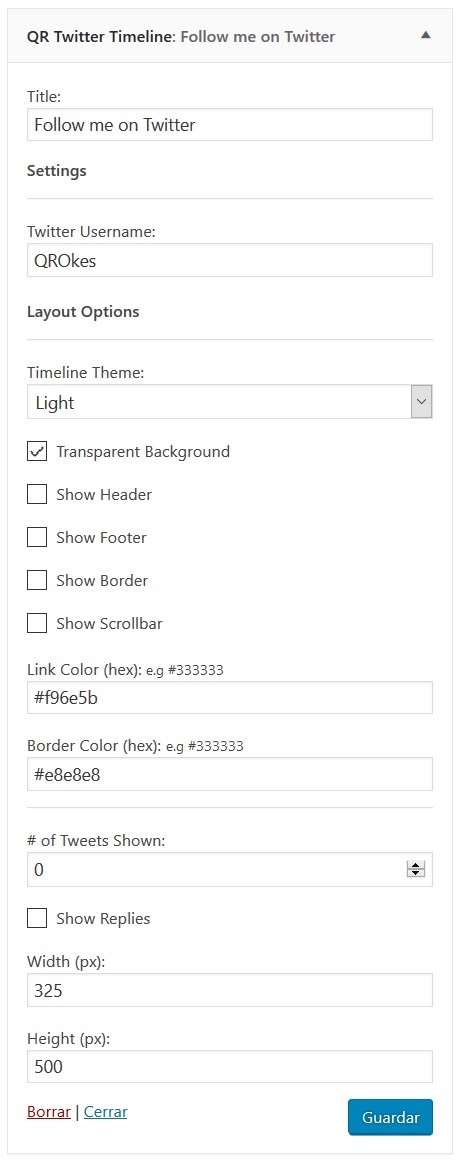 QR Twitter Timeline: Follow me on Twitter
Title:
Follow me on Twitter
Settings
Twitter Username:
QROkes
Layout Options
Timeline Theme:
Light
Transparent Background
Show Header
Show Footer
Show Border
Show Scrollbar
Link Color (hex): e.g #333333
#f96e5b
Border Color (hex): e.g #333333
#e8e8e8
# of Tweets Shown:
0
Show Replies
Width (px):
325
Height (px):
500
Borrar | Cerrar
Guardar